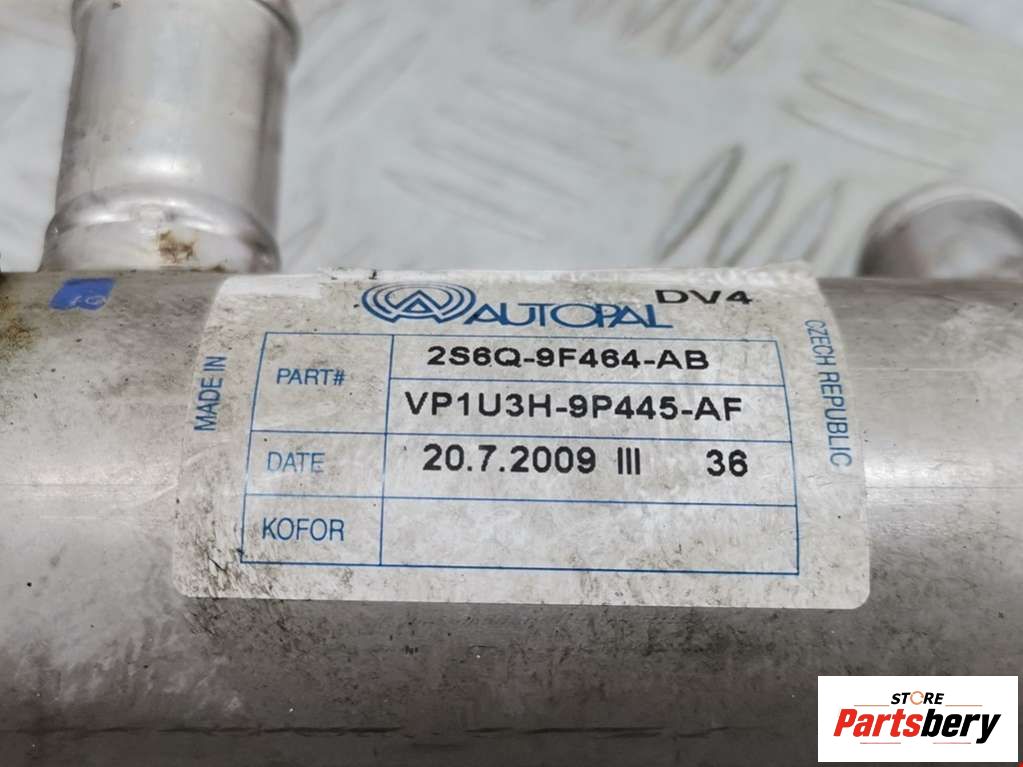 DV4
AUTOPAL
MADE IN
PART#
2S6Q-9F464-AB
VP1U3H-9P445-AF
DATE
20.7.2009 III 36
KOFOR
CZECH REPUBLIC
STORE
Partsbery